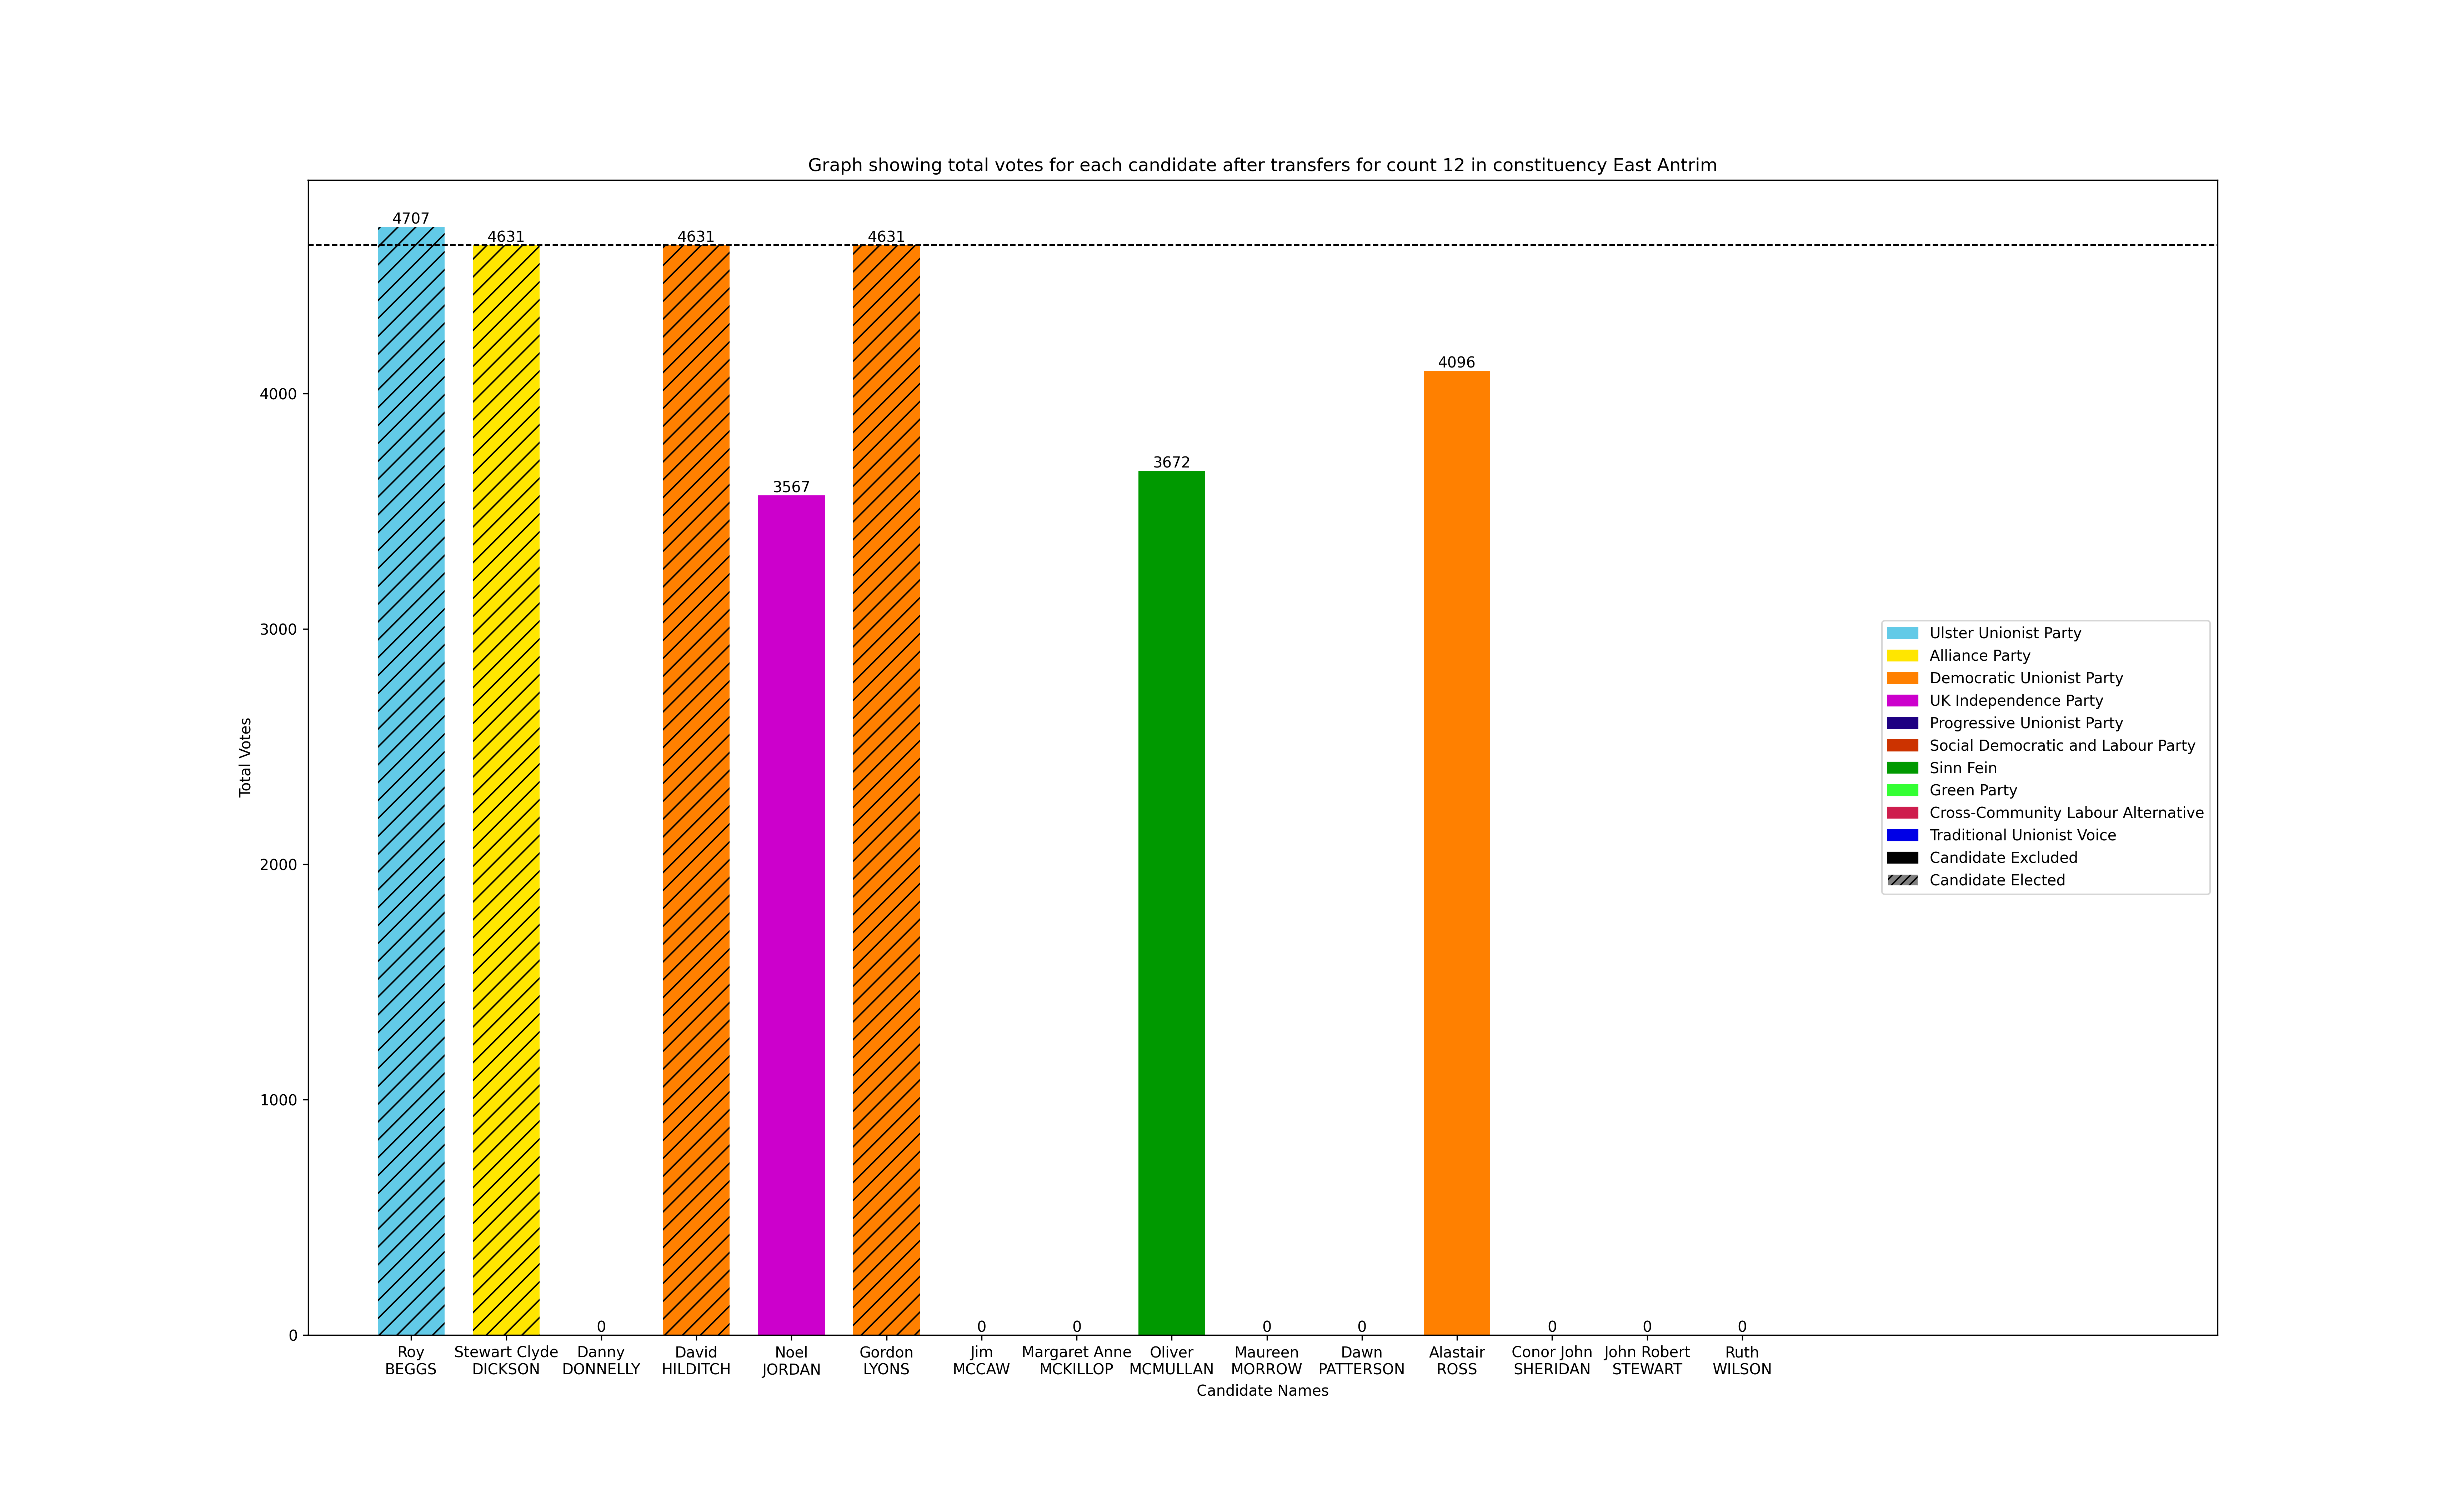 Graph showing total votes for each candidate after transfers for count 12 in constituency East Antrim
4707
4631
0
4631
3567
4631
0
0
3672
0
0
4096
0
0
0
Total Votes
4000
3000
2000
1000
0
Ulster Unionist Party
Alliance Party
Democratic Unionist Party
UK Independence Party
Progressive Unionist Party
Social Democratic and Labour Party
Sinn Fein
Green Party
Cross-Community Labour Alternative
Traditional Unionist Voice
Candidate Excluded
Candidate Elected
Roy
BEGGS
Stewart Clyde
DICKSON
Danny
DONNELLY
David
HILDITCH
Noel
JORDAN
Gordon
LYONS
Jim
MCCAW
Margaret Anne
MCKILLOP
Oliver
MCMULLAN
Maureen
MORROW
Dawn
PATTERSON
Alastair
ROSS
Conor John
SHERIDAN
John Robert
STEWART
Ruth
WILSON
Candidate Names